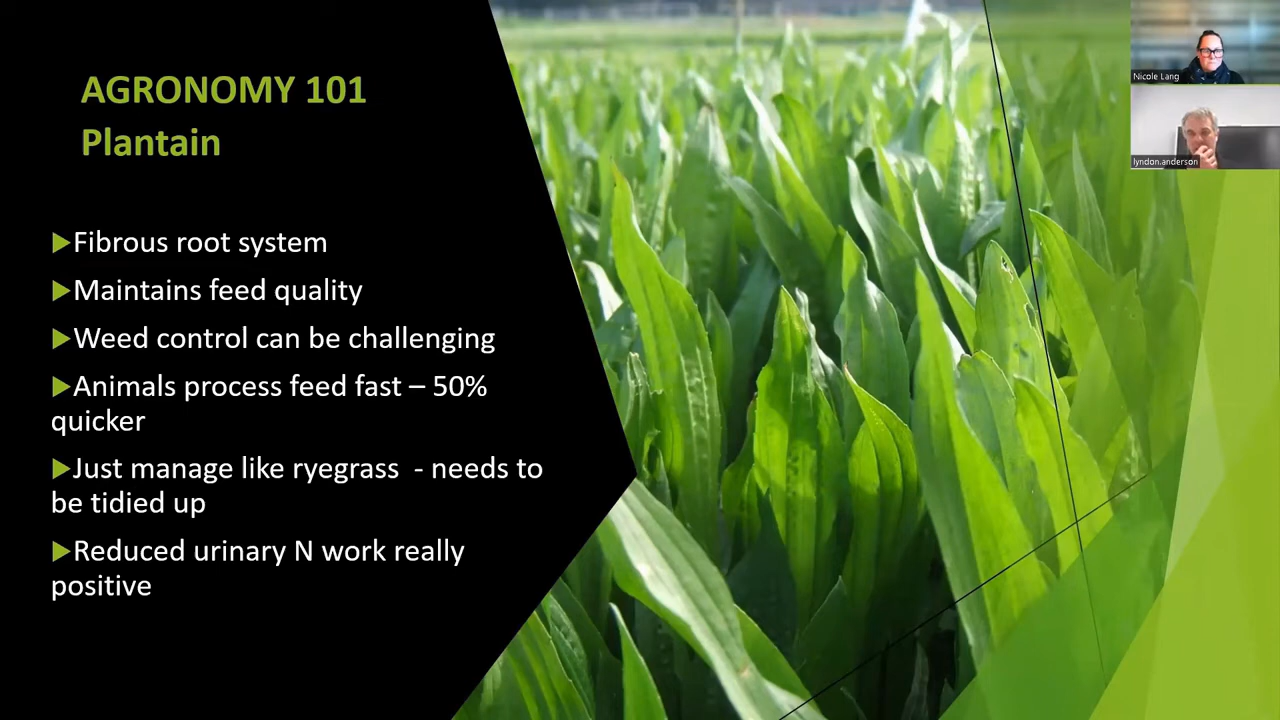 AGRONOMY 101
Plantain
Nicole Lang
lyndon.anderson
▶Fibrous root system
▶Maintains feed quality
▶Weed control can be challenging
▶Animals process feed fast – 50%
quicker
▶Just manage like ryegrass - needs to
be tidied up
▶Reduced urinary N work really
positive